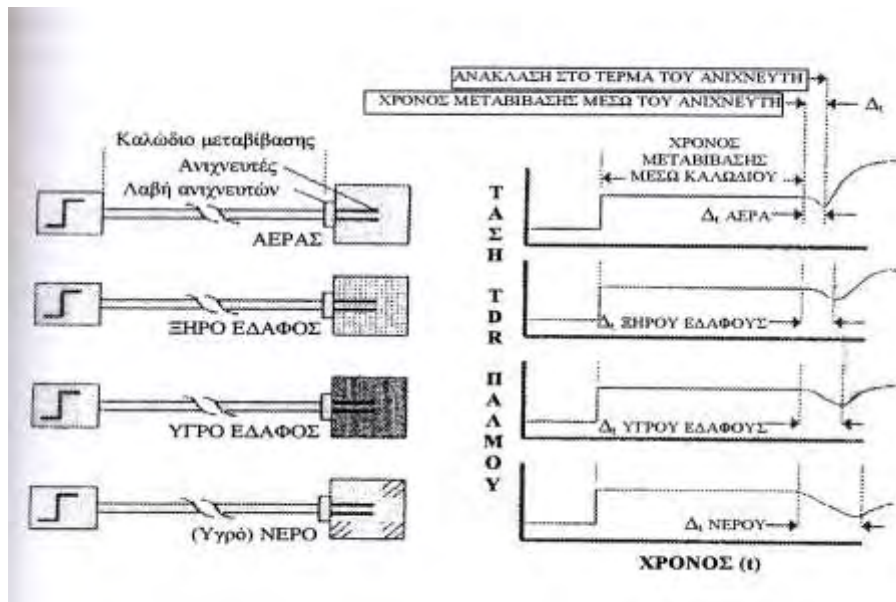 ΑΝΑΚΛΑΣΗ ΣΤΟ ΤΕΡΜΑ ΤΟΥ ΑΝΙΧΝΕΥΤΗ
ΧΡΟΝΟΣ ΜΕΤΑΒΙΒΑΣΗΣ ΜΕΣΩ ΤΟΥ ΑΝΙΧΝΕΥΤΗ
Δt
Καλώδιο μεταβίβασης
Ανιχνευτές
Λαβή ανιχνευτών
ΑΕΡΑΣ
ΞΗΡΟ ΕΔΑΦΟΣ
ΥΓΡΟ ΕΔΑΦΟΣ
(Υγρό) ΝΕΡΟ
ΤΑΣΗ TDR ΠΑΛΜΟΥ
ΧΡΟΝΟΣ
ΜΕΤΑΒΙΒΑΣΗΣ
ΜΕΣΩ ΚΑΛΩΔΙΟΥ
Δt ΑΕΡΑ
Δt ΞΗΡΟΥ ΕΔΑΦΟΥΣ
Δt ΥΓΡΟΥ ΕΔΑΦΟΥΣ
Δt ΝΕΡΟΥ
ΧΡΟΝΟΣ (t)